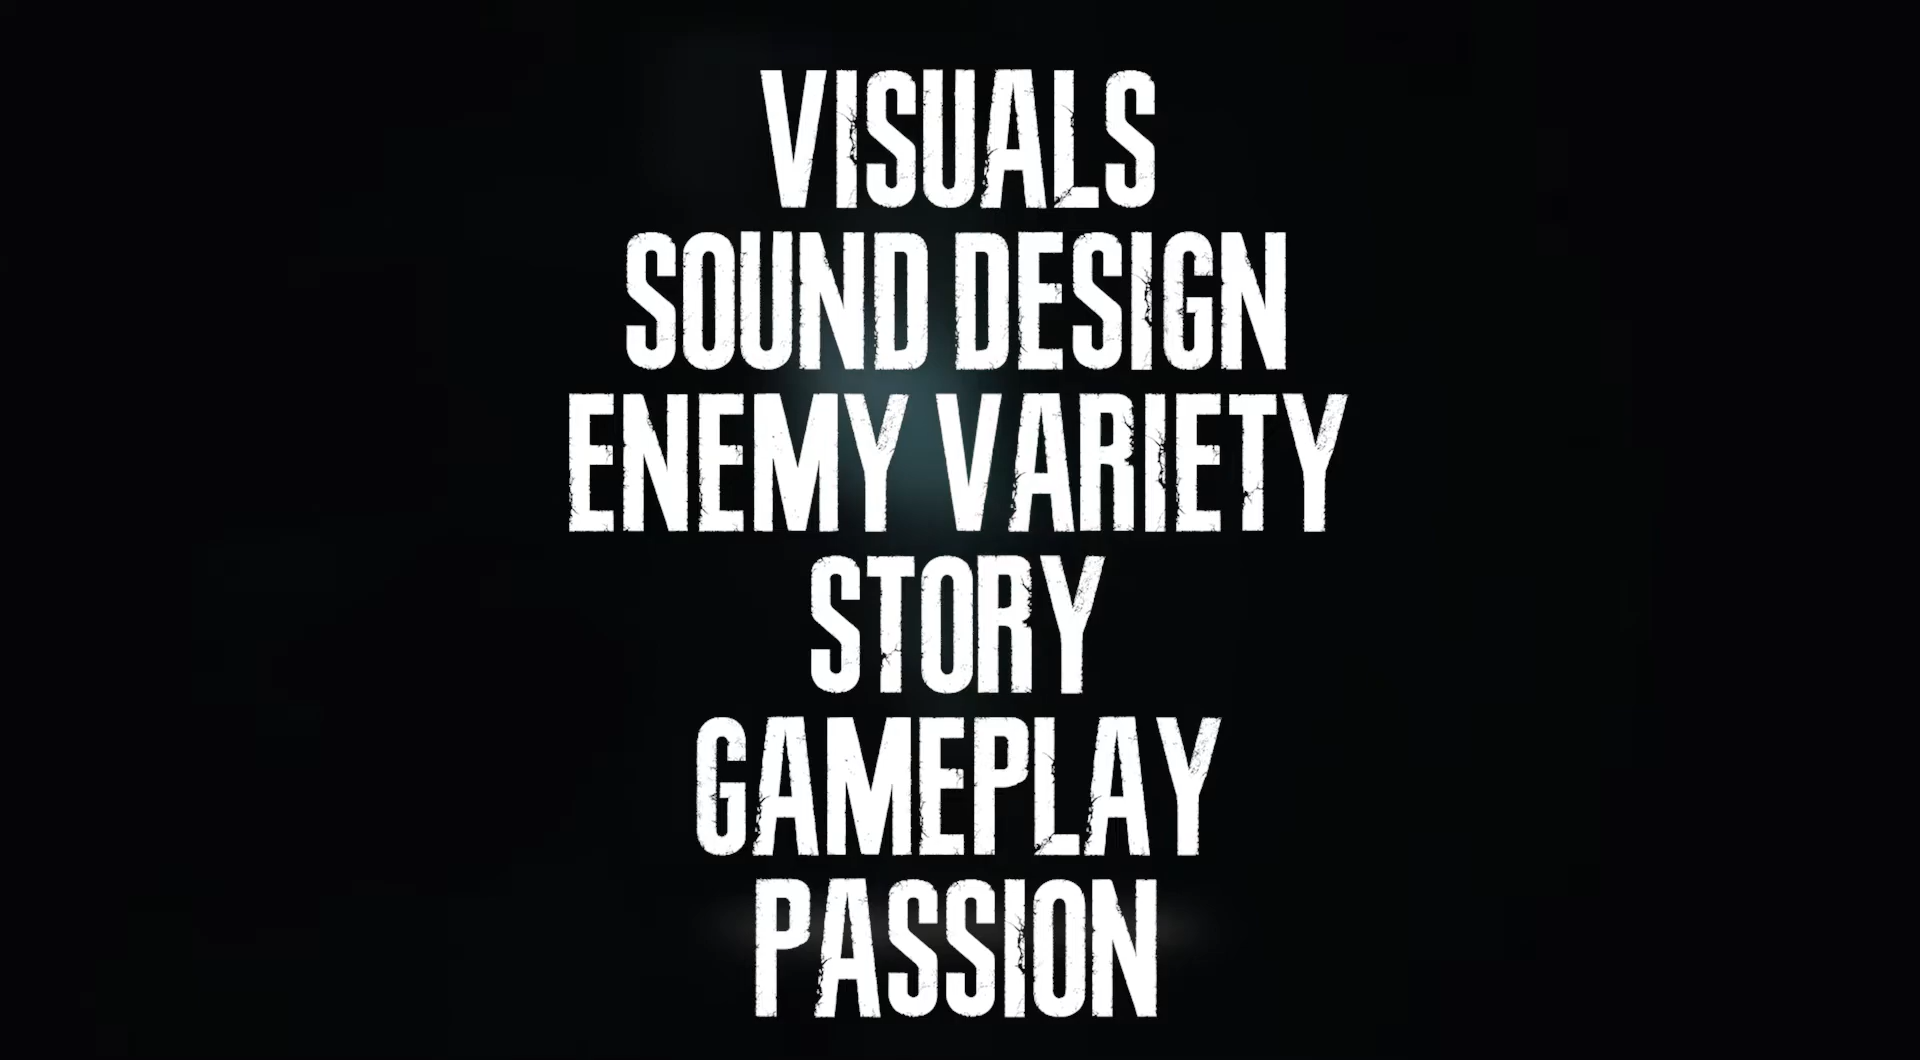 VISUALS
SOUND DESIGN
ENEMY VARIETY
STORY
GAMEPLAY
PASSION